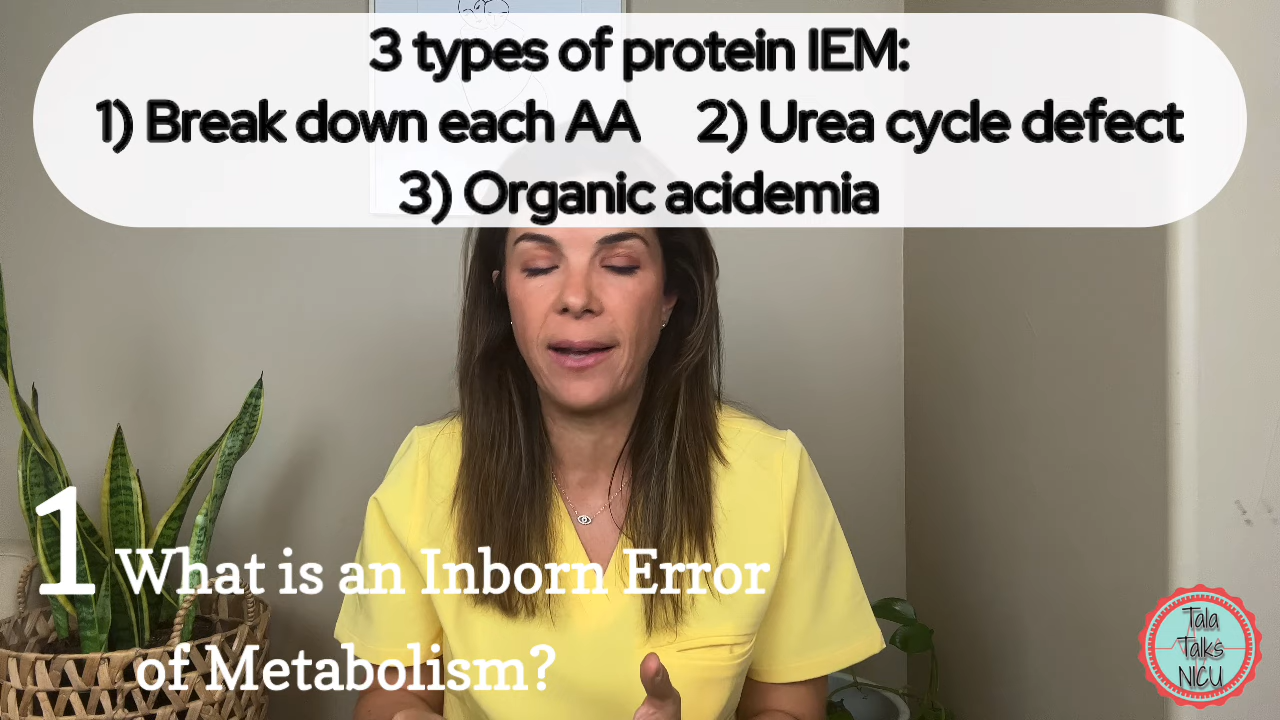 3 types of protein IEM:
1) Break down each AA 2) Urea cycle defect
3) Organic acidemia
1 What is an Inborn Error
of Metabolism?
Tala
Talks
NICU